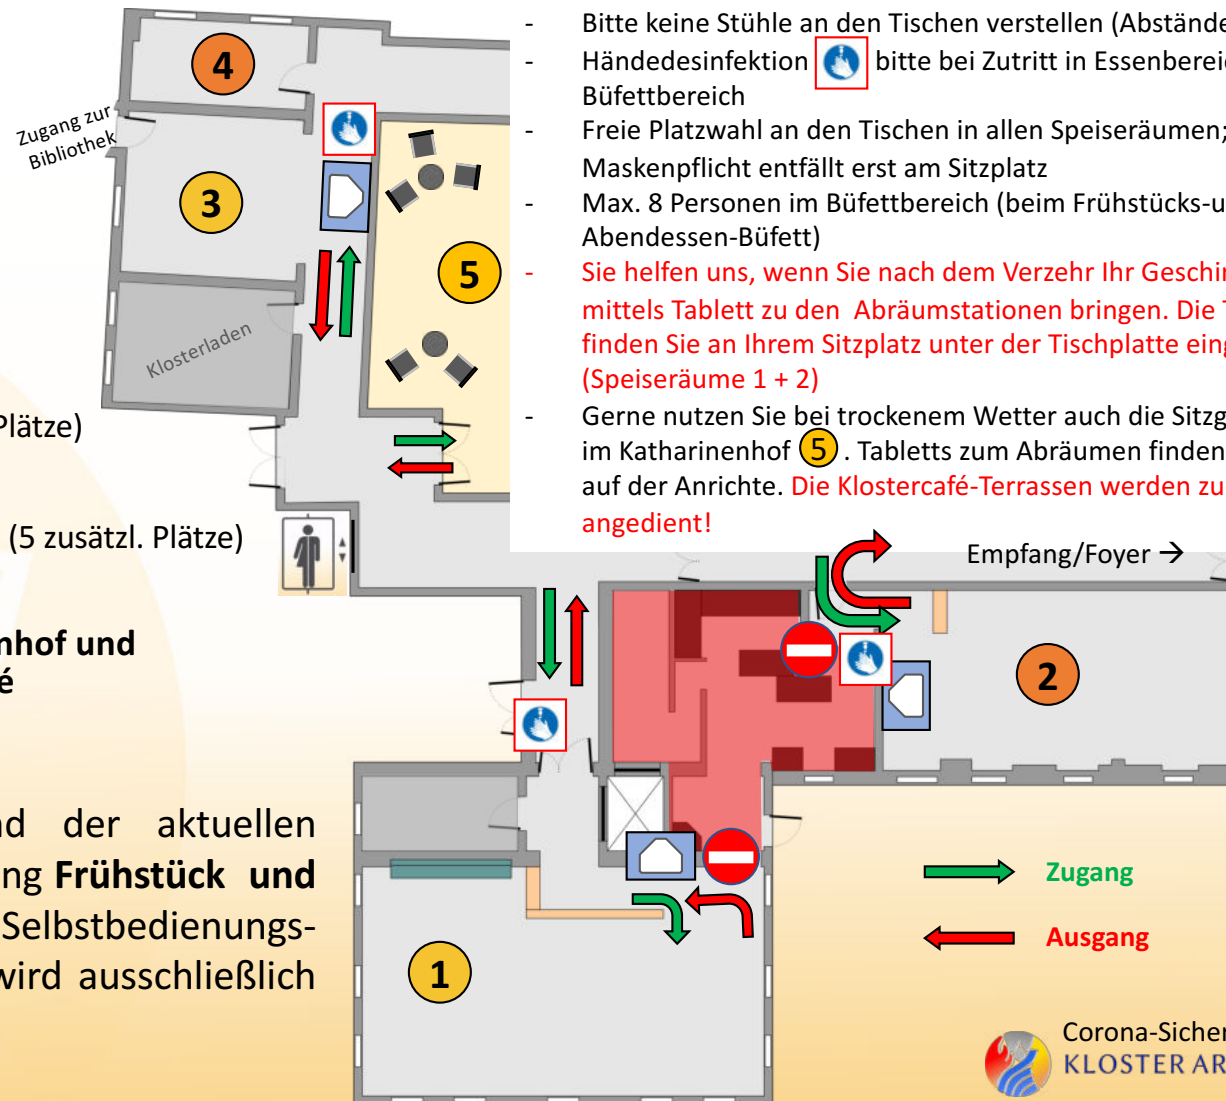 - Bitte keine Stühle an den Tischen verstellen (Abstände
- Händedesinfektion bitte bei Zutritt in Essenberei
Büfettbereich
- Freie Platzwahl an den Tischen in allen Speiseräumen;
Maskenpflicht entfällt erst am Sitzplatz
- Max. 8 Personen im Büfettbereich (beim Frühstücks-u
Abendessen-Büfett)
- Sie helfen uns, wenn Sie nach dem Verzehr Ihr Geschir
mittels Tablett zu den Abräumstationen bringen. Die T
finden Sie an Ihrem Sitzplatz unter der Tischplatte eing
(Speiseräume 1 + 2)
- Gerne nutzen Sie bei trockenem Wetter auch die Sitzg
im Katharinenhof 5 . Tabletts zum Abräumen finden
auf der Anrichte. Die Klostercafé-Terrassen werden zu
angedient!
4
Zugang zur
Bibliothek
3
5
Klosterladen
Plätze)
(5 zusätzl. Plätze)
Empfang/Foyer →
nhof und
é
2
nd der aktuellen
ng Frühstück und
Selbstbedienungs-
wird ausschließlich
1
Zugang
Ausgang
Corona-Sicher
KLOSTER AR